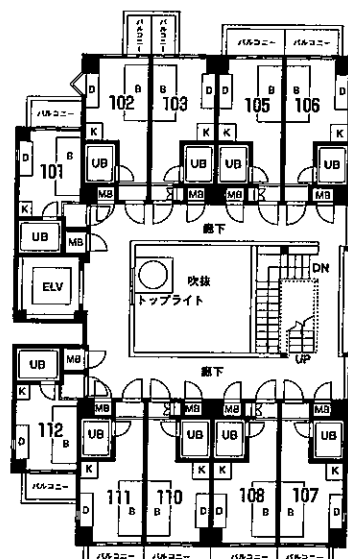 バルコニー バルコニー バルコニー バルコニー
D 102 B B 103 D D 105 B B 106 D
バルコニー
K K K K
D B
101
UB UB UB UB
K
MB MB MB MB
UB MB
廊下
ELV
吹抜
トップライト
DN
UP
UB MB
廊下
K
MB MB MB MB
112
UB UB UB UB
D B
K K K K
バルコニー
D 111 B B 110 D D 108 B B 107 D
バルコニー バルコニー バルコニー バルコニー